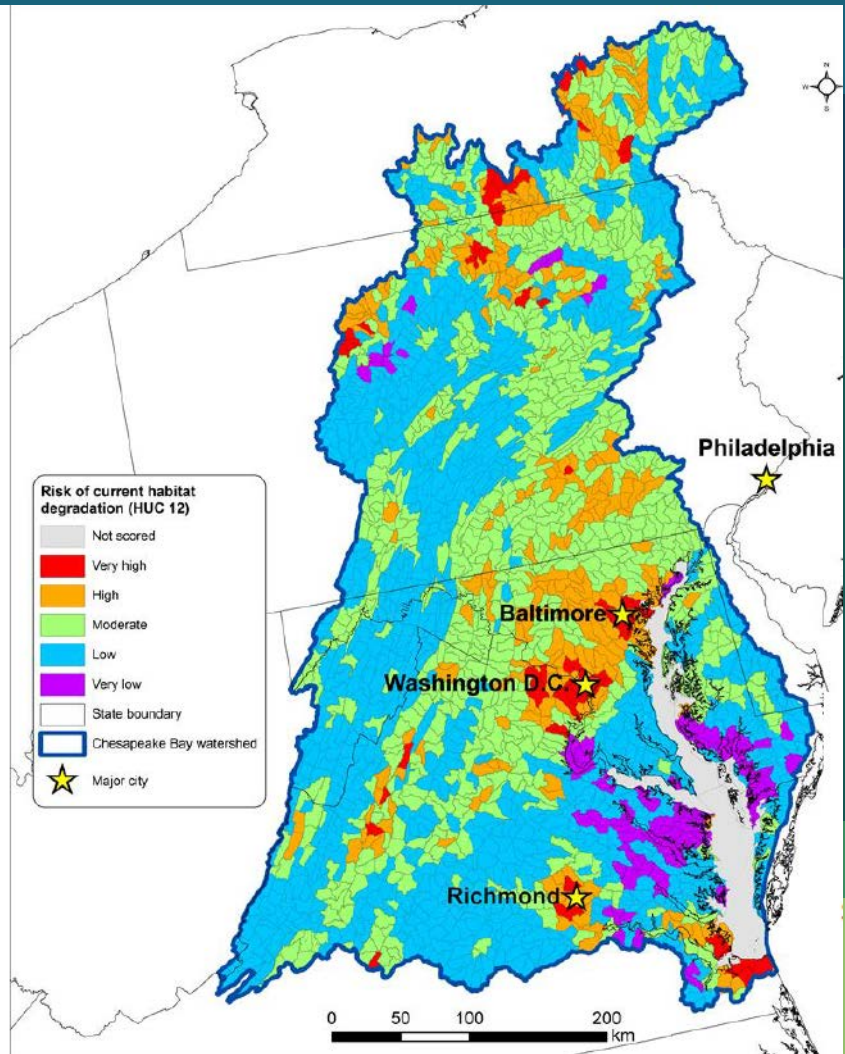 N
W
E
S
Philadelphia
Risk of current habitat
degradation (HUC 12)
Not scored
Very high
High
Moderate
Low
Very low
State boundary
Chesapeake Bay watershed
Major city
Baltimore
Washington D.C.
Richmond
0 50 100 200
km